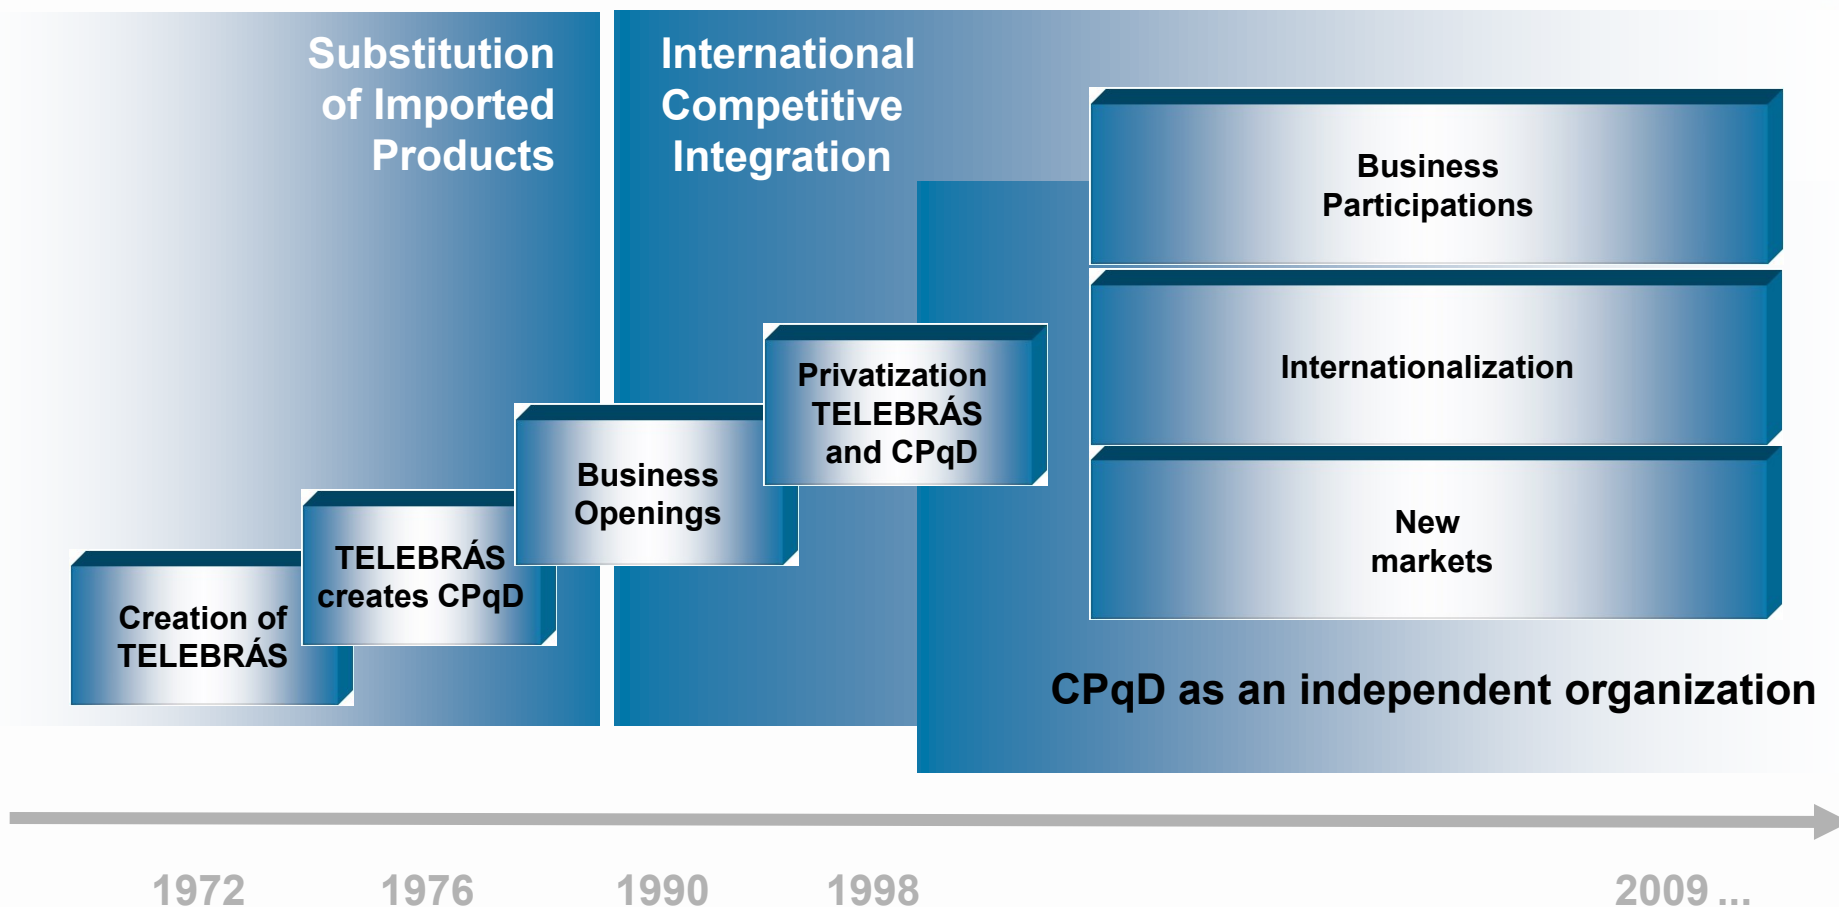 Substitution
of Imported
Products
International
Competitive
Integration
Business
Participations
Internationalization
New
markets
Privatization
TELEBRÁS
and CPqD
Business
Openings
TELEBRÁS
creates CPqD
Creation of
TELEBRÁS
CPqD as an independent organization
1972 1976 1990 1998 2009 ...